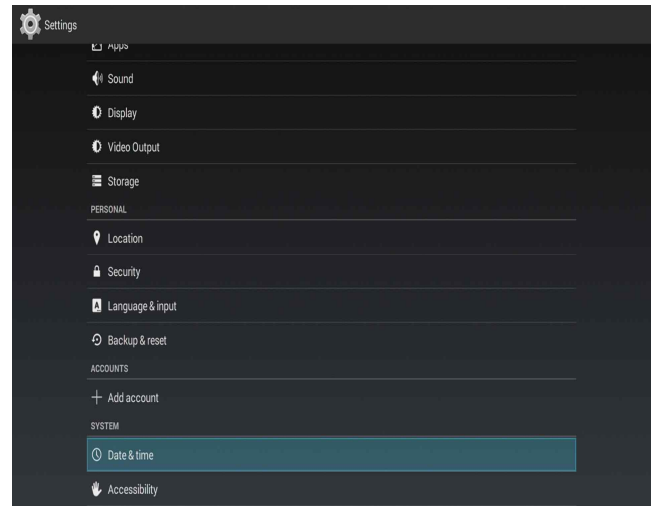 Settings
Apps
Sound
Display
Video Output
Storage
PERSONAL
Location
Security
Language & input
Backup & reset
ACCOUNTS
Add account
SYSTEM
Date & time
Accessibility